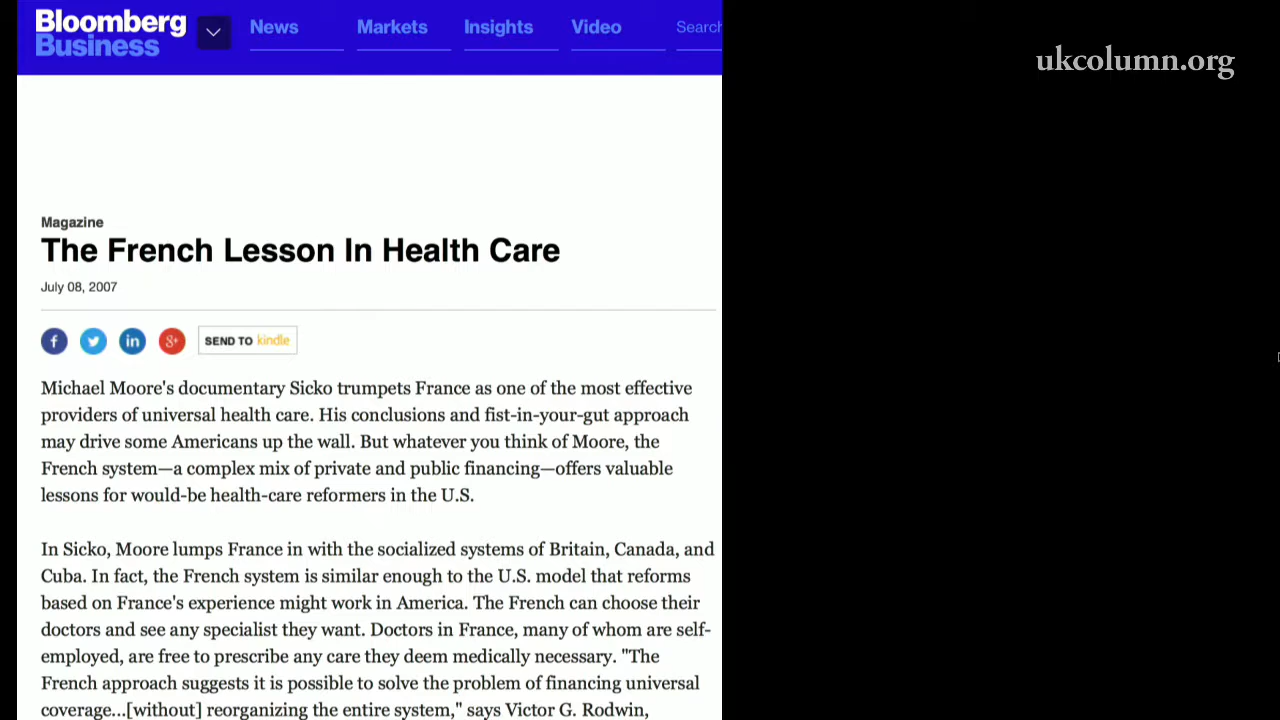 Bloomberg
Business
News
Markets
Insights
Video
Search
ukcolumn.org
Magazine
The French Lesson In Health Care
July 08, 2007
f
in
8+
SEND TO kindle
Michael Moore's documentary Sicko trumpets France as one of the most effective
providers of universal health care. His conclusions and fist-in-your-gut approach
may drive some Americans up the wall. But whatever you think of Moore, the
French system—a complex mix of private and public financing—offers valuable
lessons for would-be health-care reformers in the U.S.
In Sicko, Moore lumps France in with the socialized systems of Britain, Canada, and
Cuba. In fact, the French system is similar enough to the U.S. model that reforms
based on France's experience might work in America. The French can choose their
doctors and see any specialist they want. Doctors in France, many of whom are self-
employed, are free to prescribe any care they deem medically necessary. "The
French approach suggests it is possible to solve the problem of financing universal
coverage...[without] reorganizing the entire system," says Victor G. Rodwin,